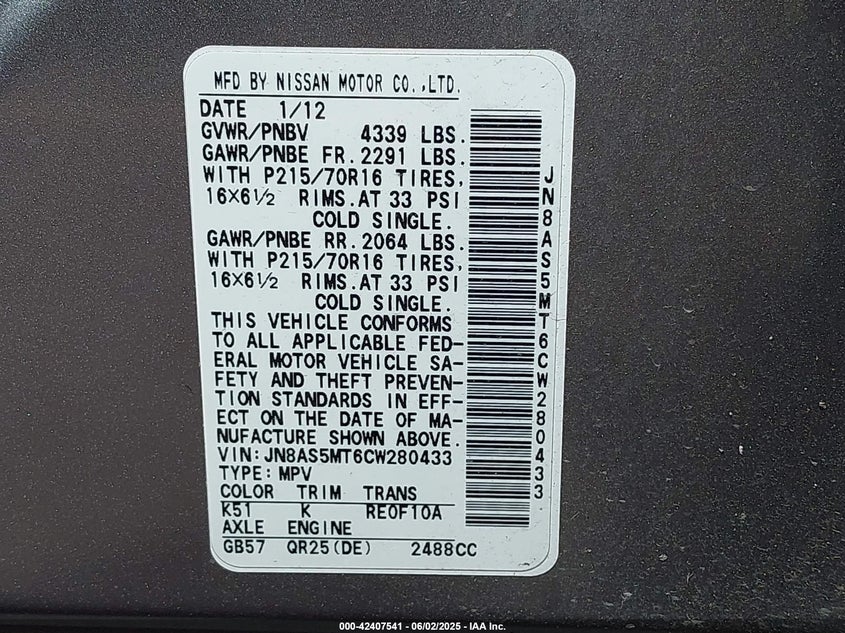 MFD BY NISSAN MOTOR CO.,LTD.
DATE 1/12
GVWR/PNBV 4339 LBS.
GAWR/PNBE FR. 2291 LBS.
WITH P215/70R16 TIRES,
16X6½ RIMS. AT 33 PSI
COLD SINGLE.
GAWR/PNBE RR. 2064 LBS.
WITH P215/70R16 TIRES,
16X6½ RIMS. AT 33 PSI
COLD SINGLE.
THIS VEHICLE CONFORMS
TO ALL APPLICABLE FED-
ERAL MOTOR VEHICLE SA-
FETY AND THEFT PREVEN-
TION STANDARDS IN EFF-
ECT ON THE DATE OF MA-
NUFACTURE SHOWN ABOVE.
VIN:JN8AS5MT6CW280433
TYPE:MPV
COLOR TRIM TRANS
K51 K RE0F10A
AXLE ENGINE
GB57 QR25(DE) 2488CC
JN8AS5MT6CW280433
000-42407541 - 06/02/2025 - IAA Inc.